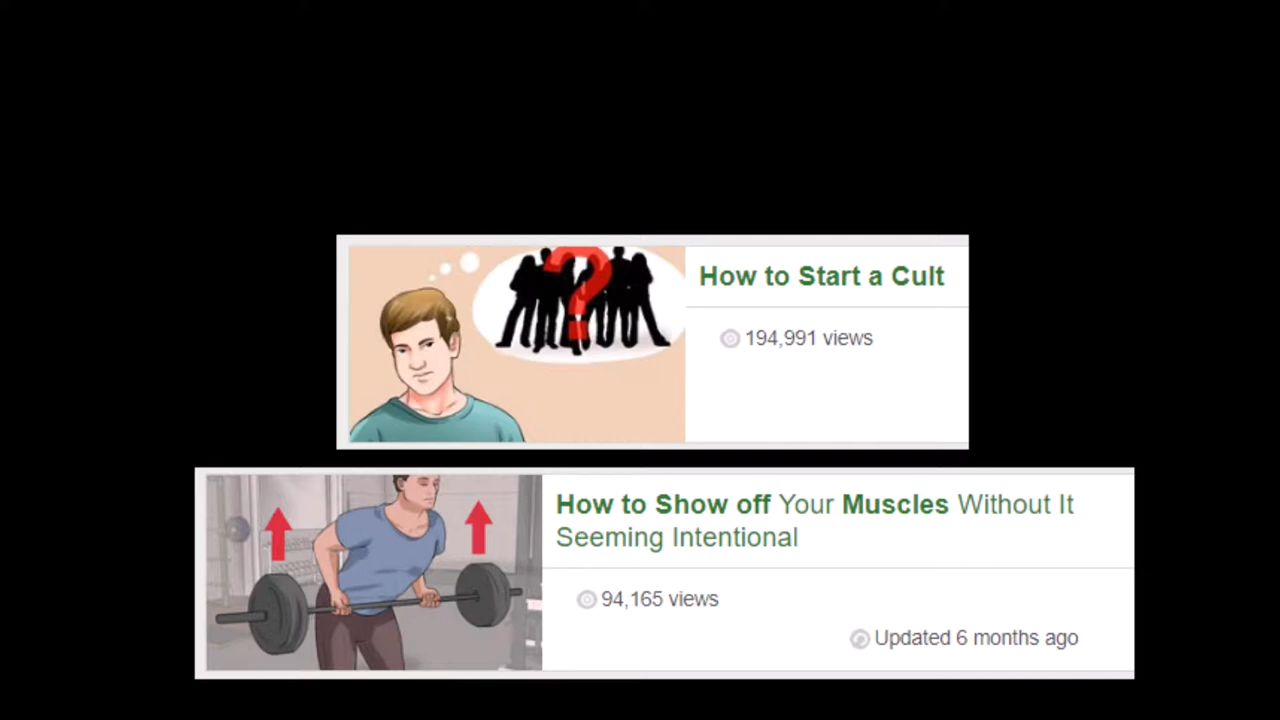 How to Start a Cult
194,991 views
How to Show off Your Muscles Without It
Seeming Intentional
94,165 views
Updated 6 months ago